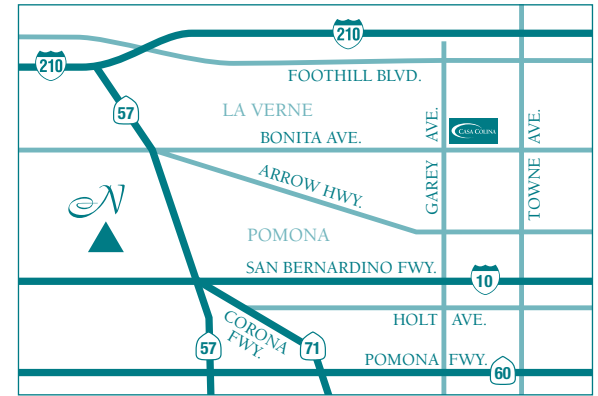 210
210
FOOTHILL BLVD.
57
LA VERNE
BONITA AVE.
GAREY AVE.
CASA COLINA
TOWNE AVE.
ARROW HWY.
N
POMONA
SAN BERNARDINO FWY.
10
HOLT AVE.
CORONA
FWY.
57
71
POMONA FWY.
60